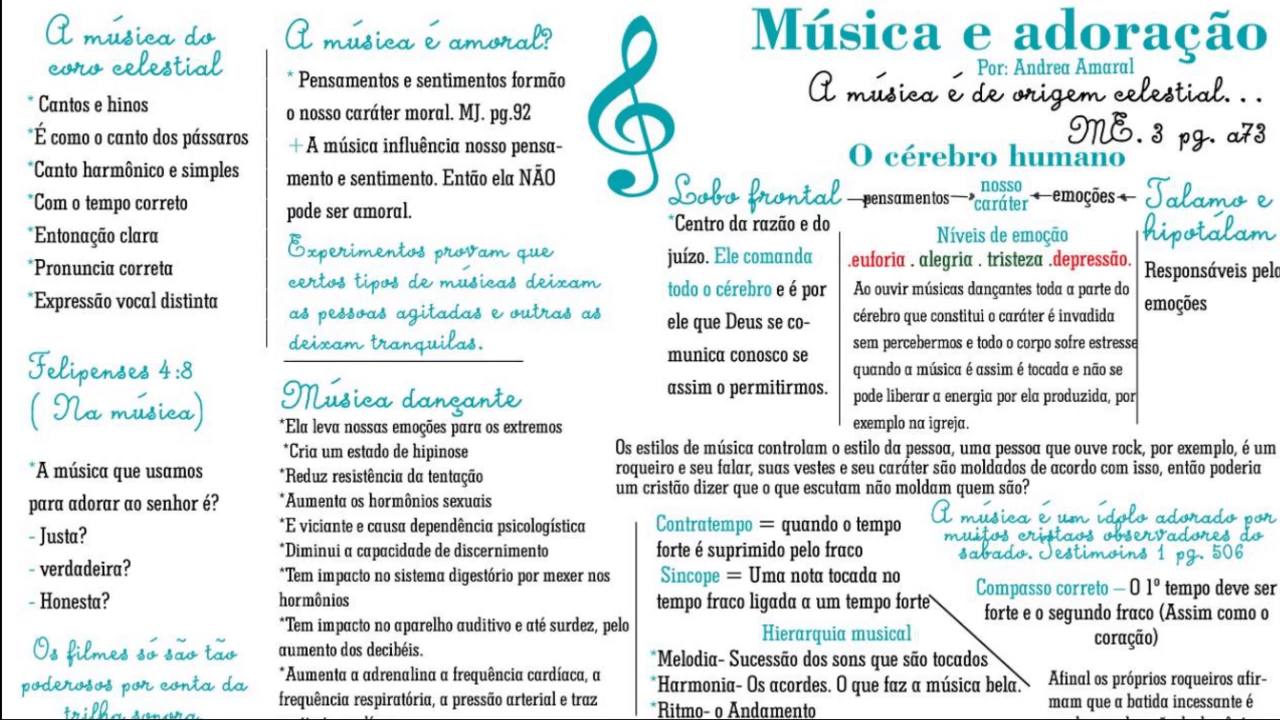 A música do
coro celestial
* Cantos e hinos
*É como o canto dos pássaros
*Canto harmônico e simples
*Com o tempo correto
*Entonação clara
*Pronuncia correta
*Expressão vocal distinta
Felipenses 4:8
( Na música)
*A música que usamos
para adorar ao senhor é?
- Justa?
- verdadeira?
- Honesta?
Os filmes só são tão
poderosos por conta da
trilha sonora
A música é amoral?
* Pensamentos e sentimentos formão
o nosso caráter moral. MJ. pg.92
+A música influência nosso pensa-
mento e sentimento. Então ela NÃO
pode ser amoral.
Experimentos provam que
certos tipos de músicas deixam
as pessoas agitadas e outras as
deixam tranquilas.
Música dançante
*Ela leva nossas emoções para os extremos
*Cria um estado de hipinose
*Reduz resistência da tentação
*Aumenta os hormônios sexuais
*E viciante e causa dependência psicologística
*Diminui a capacidade de discernimento
*Tem impacto no sistema digestório por mexer nos
hormônios
*Tem impacto no aparelho auditivo e até surdez, pelo
aumento dos decibéis.
*Aumenta a adrenalina a frequência cardíaca, a
frequência respiratória, a pressão arterial e traz
Música e adoração
Por: Andrea Amaral
A música é de origem celestial...
ME. 3 pg. a73
O cérebro humano
Lobo frontal
pensamentos
nosso
caráter
emoções
Talamo e
hipotálam
*Centro da razão e do
juízo. Ele comanda
todo o cérebro e é por
ele que Deus se co-
munica conosco se
assim o permitirmos.
Níveis de emoção
.euforia . alegria . tristeza .depressão.
Ao ouvir músicas dançantes toda a parte do
cérebro que constitui o caráter é invadida
sem percebermos e todo o corpo sofre estresse
quando a música é assim é tocada e não se
pode liberar a energia por ela produzida, por
exemplo na igreja.
Responsáveis pela
emoções
Os estilos de música controlam o estilo da pessoa, uma pessoa que ouve rock, por exemplo, é um
roqueiro e seu falar, suas vestes e seu caráter são moldados de acordo com isso, então poderia
um cristão dizer que o que escutam não moldam quem são?
Contratempo = quando o tempo
forte é suprimido pelo fraco
Sincope = Uma nota tocada no
tempo fraco ligada a um tempo forte
Hierarquia musical
*Melodia- Sucessão dos sons que são tocados
*Harmonia- Os acordes. O que faz a música bela.
*Ritmo- o Andamento
A música é um ídolo adorado por
muitos cristaos observadores do
sabado. Testimoins 1 pg. 506
Compasso correto – O 1º tempo deve ser
forte e o segundo fraco (Assim como o
coração)
Afinal os próprios roqueiros afir-
mam que a batida incessante é